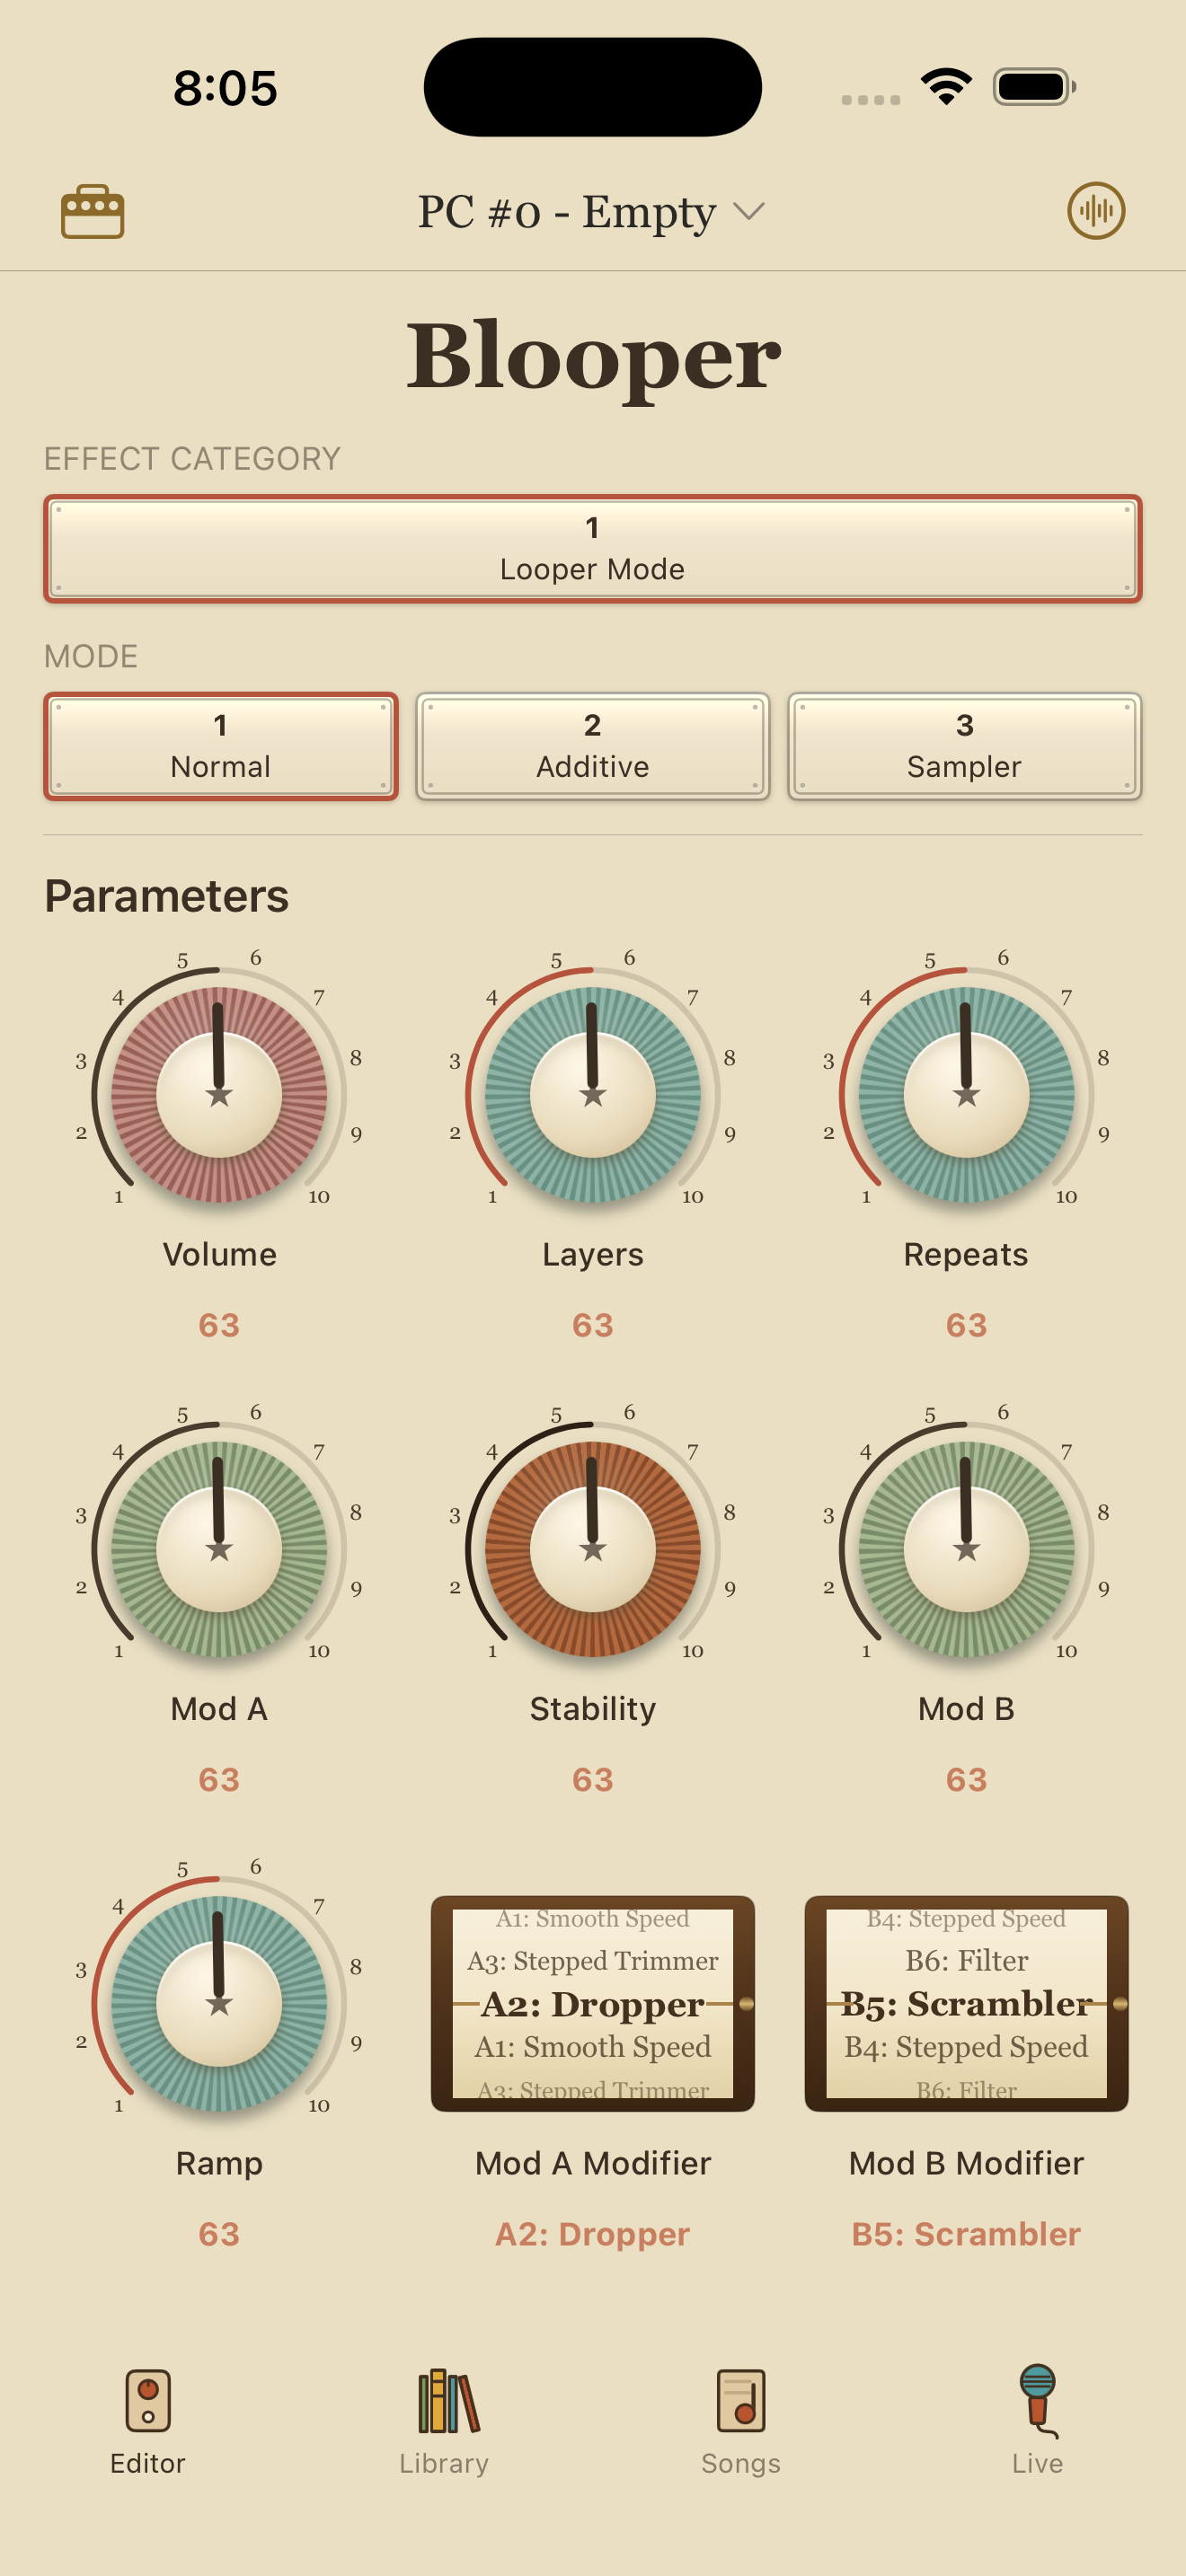 8:05
PC #0 - Empty
Blooper
EFFECT CATEGORY
1
Looper Mode
MODE
1
Normal
2
Additive
3
Sampler
Parameters
1 2 3 4 5 6 7 8 9 10
Volume
63
1 2 3 4 5 6 7 8 9 10
Layers
63
1 2 3 4 5 6 7 8 9 10
Repeats
63
1 2 3 4 5 6 7 8 9 10
Mod A
63
1 2 3 4 5 6 7 8 9 10
Stability
63
1 2 3 4 5 6 7 8 9 10
Mod B
63
1 2 3 4 5 6 7 8 9 10
Ramp
63
A1: Smooth Speed
A3: Stepped Trimmer
A2: Dropper
A1: Smooth Speed
A3: Stepped Trimmer
Mod A Modifier
A2: Dropper
B4: Stepped Speed
B6: Filter
B5: Scrambler
B4: Stepped Speed
B6: Filter
Mod B Modifier
B5: Scrambler
Editor
Library
Songs
Live